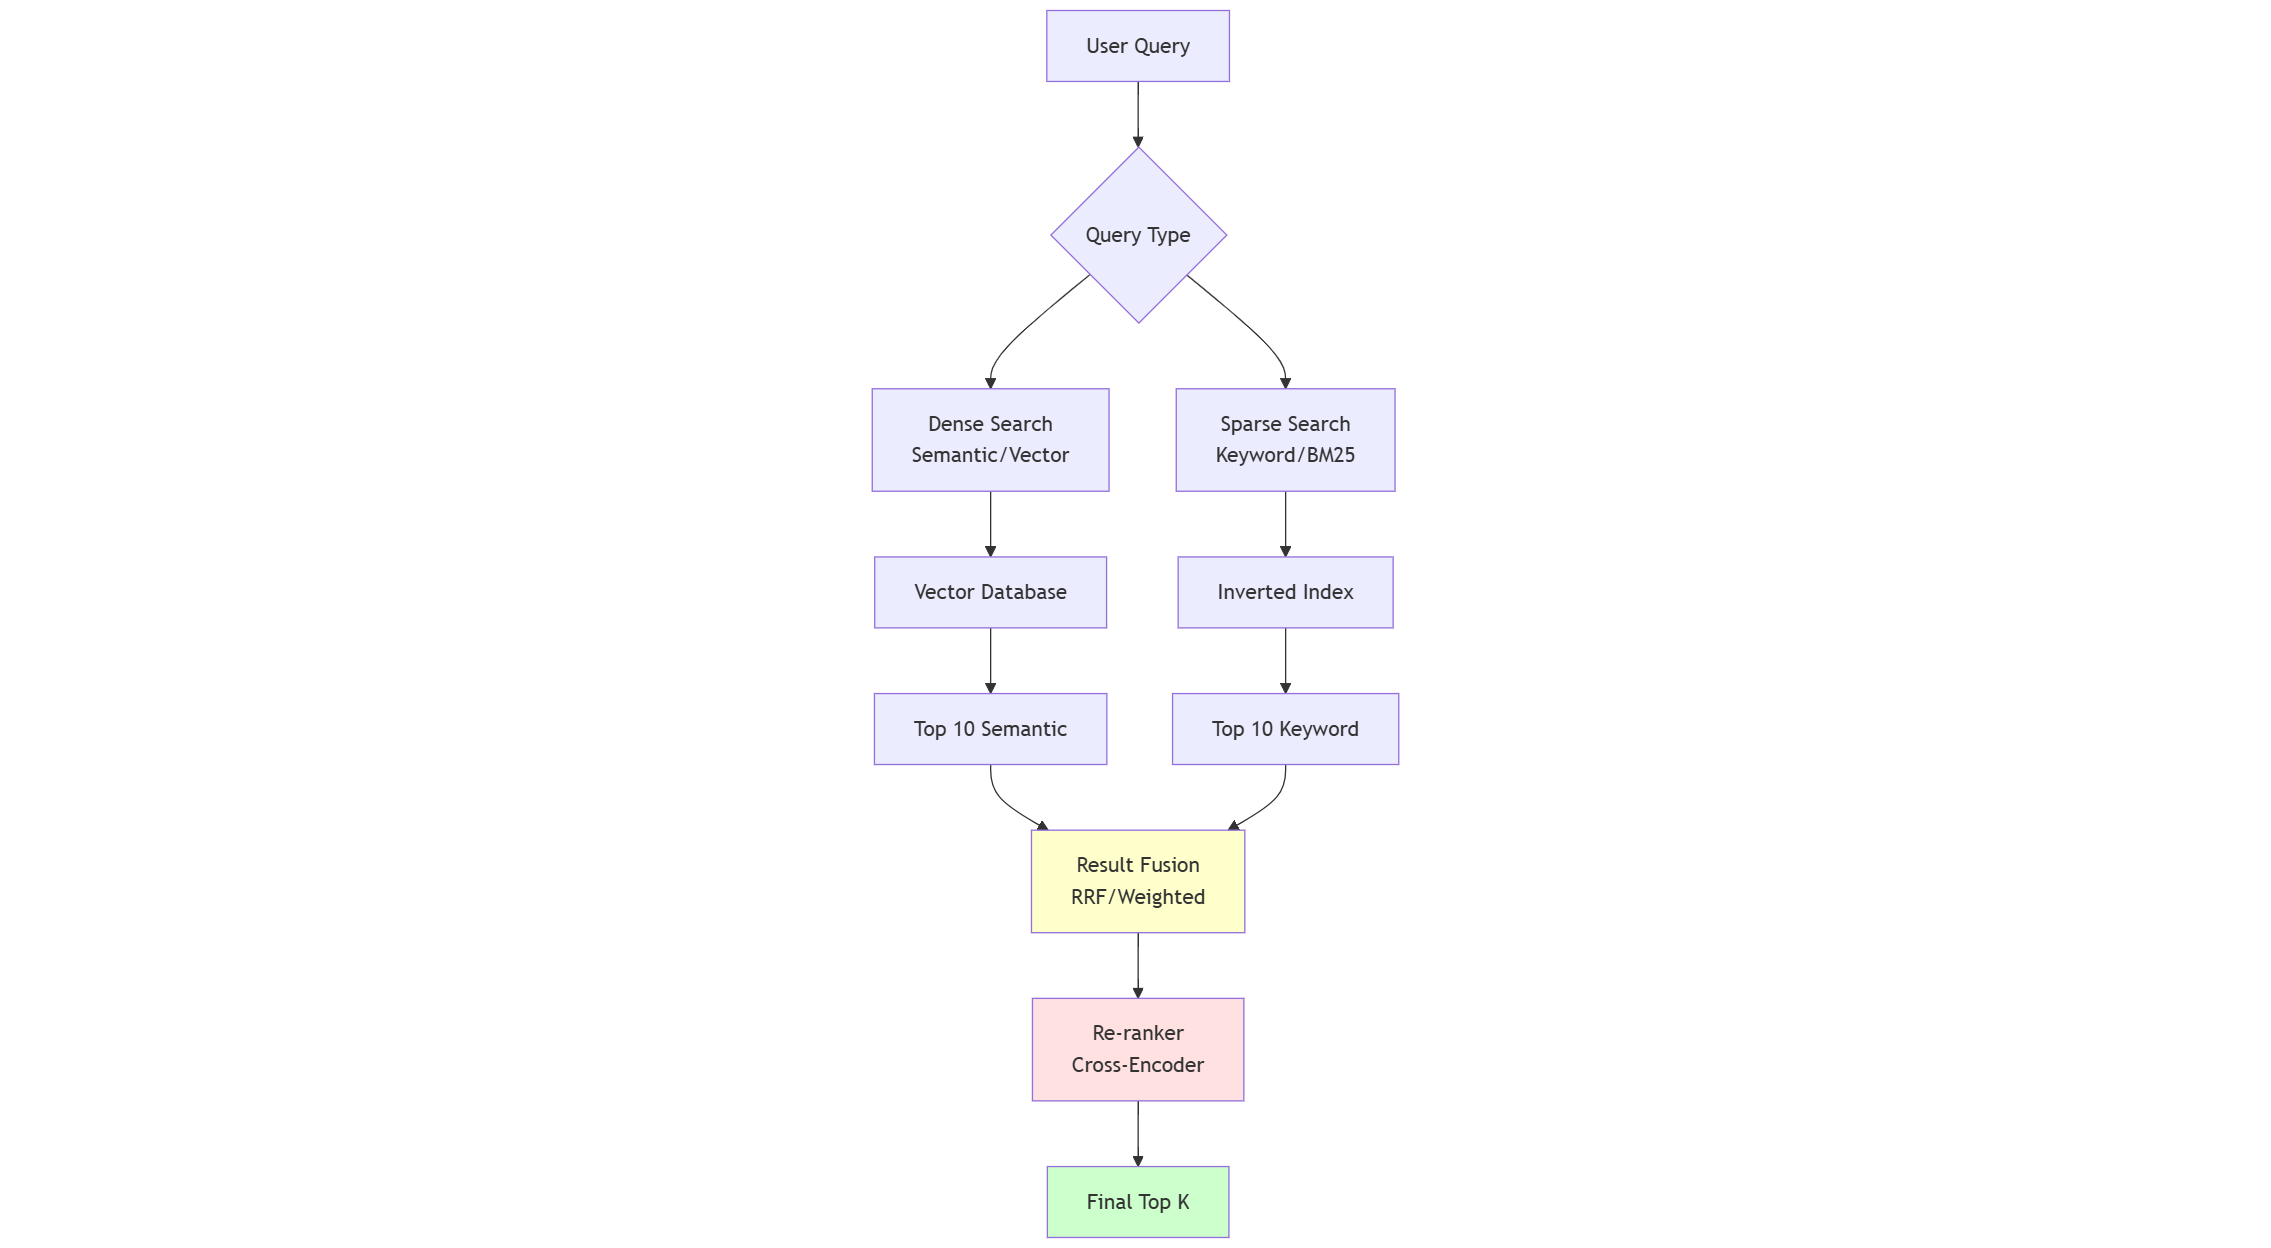 User Query
Query Type
Dense Search
Semantic/Vector
Sparse Search
Keyword/BM25
Vector Database
Inverted Index
Top 10 Semantic
Top 10 Keyword
Result Fusion
RRF/Weighted
Re-ranker
Cross-Encoder
Final Top K